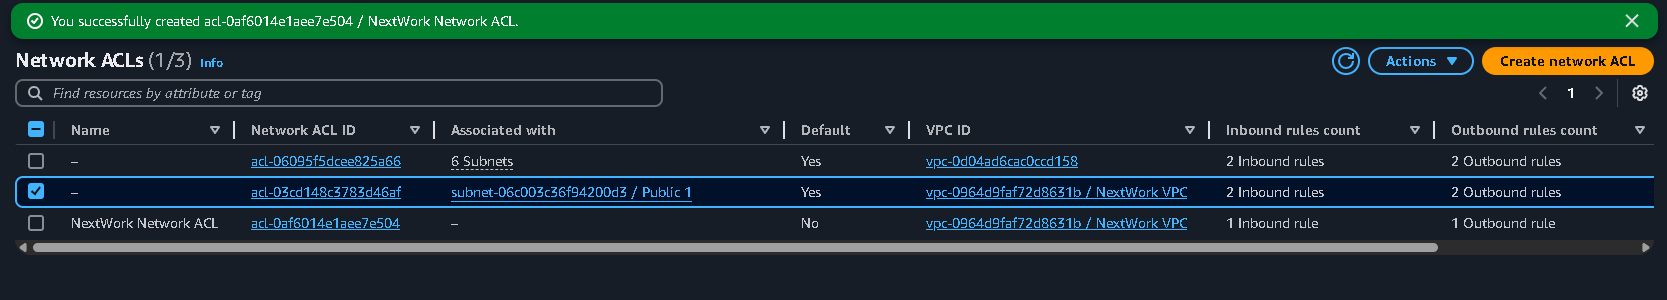 You successfully created acl-0af6014e1aee7e504 / NextWork Network ACL.
Network ACLs (1/3) Info Actions Create network ACL
Find resources by attribute or tag 1
Name Network ACL ID Associated with Default VPC ID Inbound rules count Outbound rules count
– acl-06095f5dcee825a66 6 Subnets Yes vpc-0d04ad6cac0ccd158 2 Inbound rules 2 Outbound rules
– acl-03cd148c3783d46af subnet-06c003c36f94200d3 / Public 1 Yes vpc-0964d9faf72d8631b / NextWork VPC 2 Inbound rules 2 Outbound rules
NextWork Network ACL acl-0af6014e1aee7e504 – No vpc-0964d9faf72d8631b / NextWork VPC 1 Inbound rule 1 Outbound rule